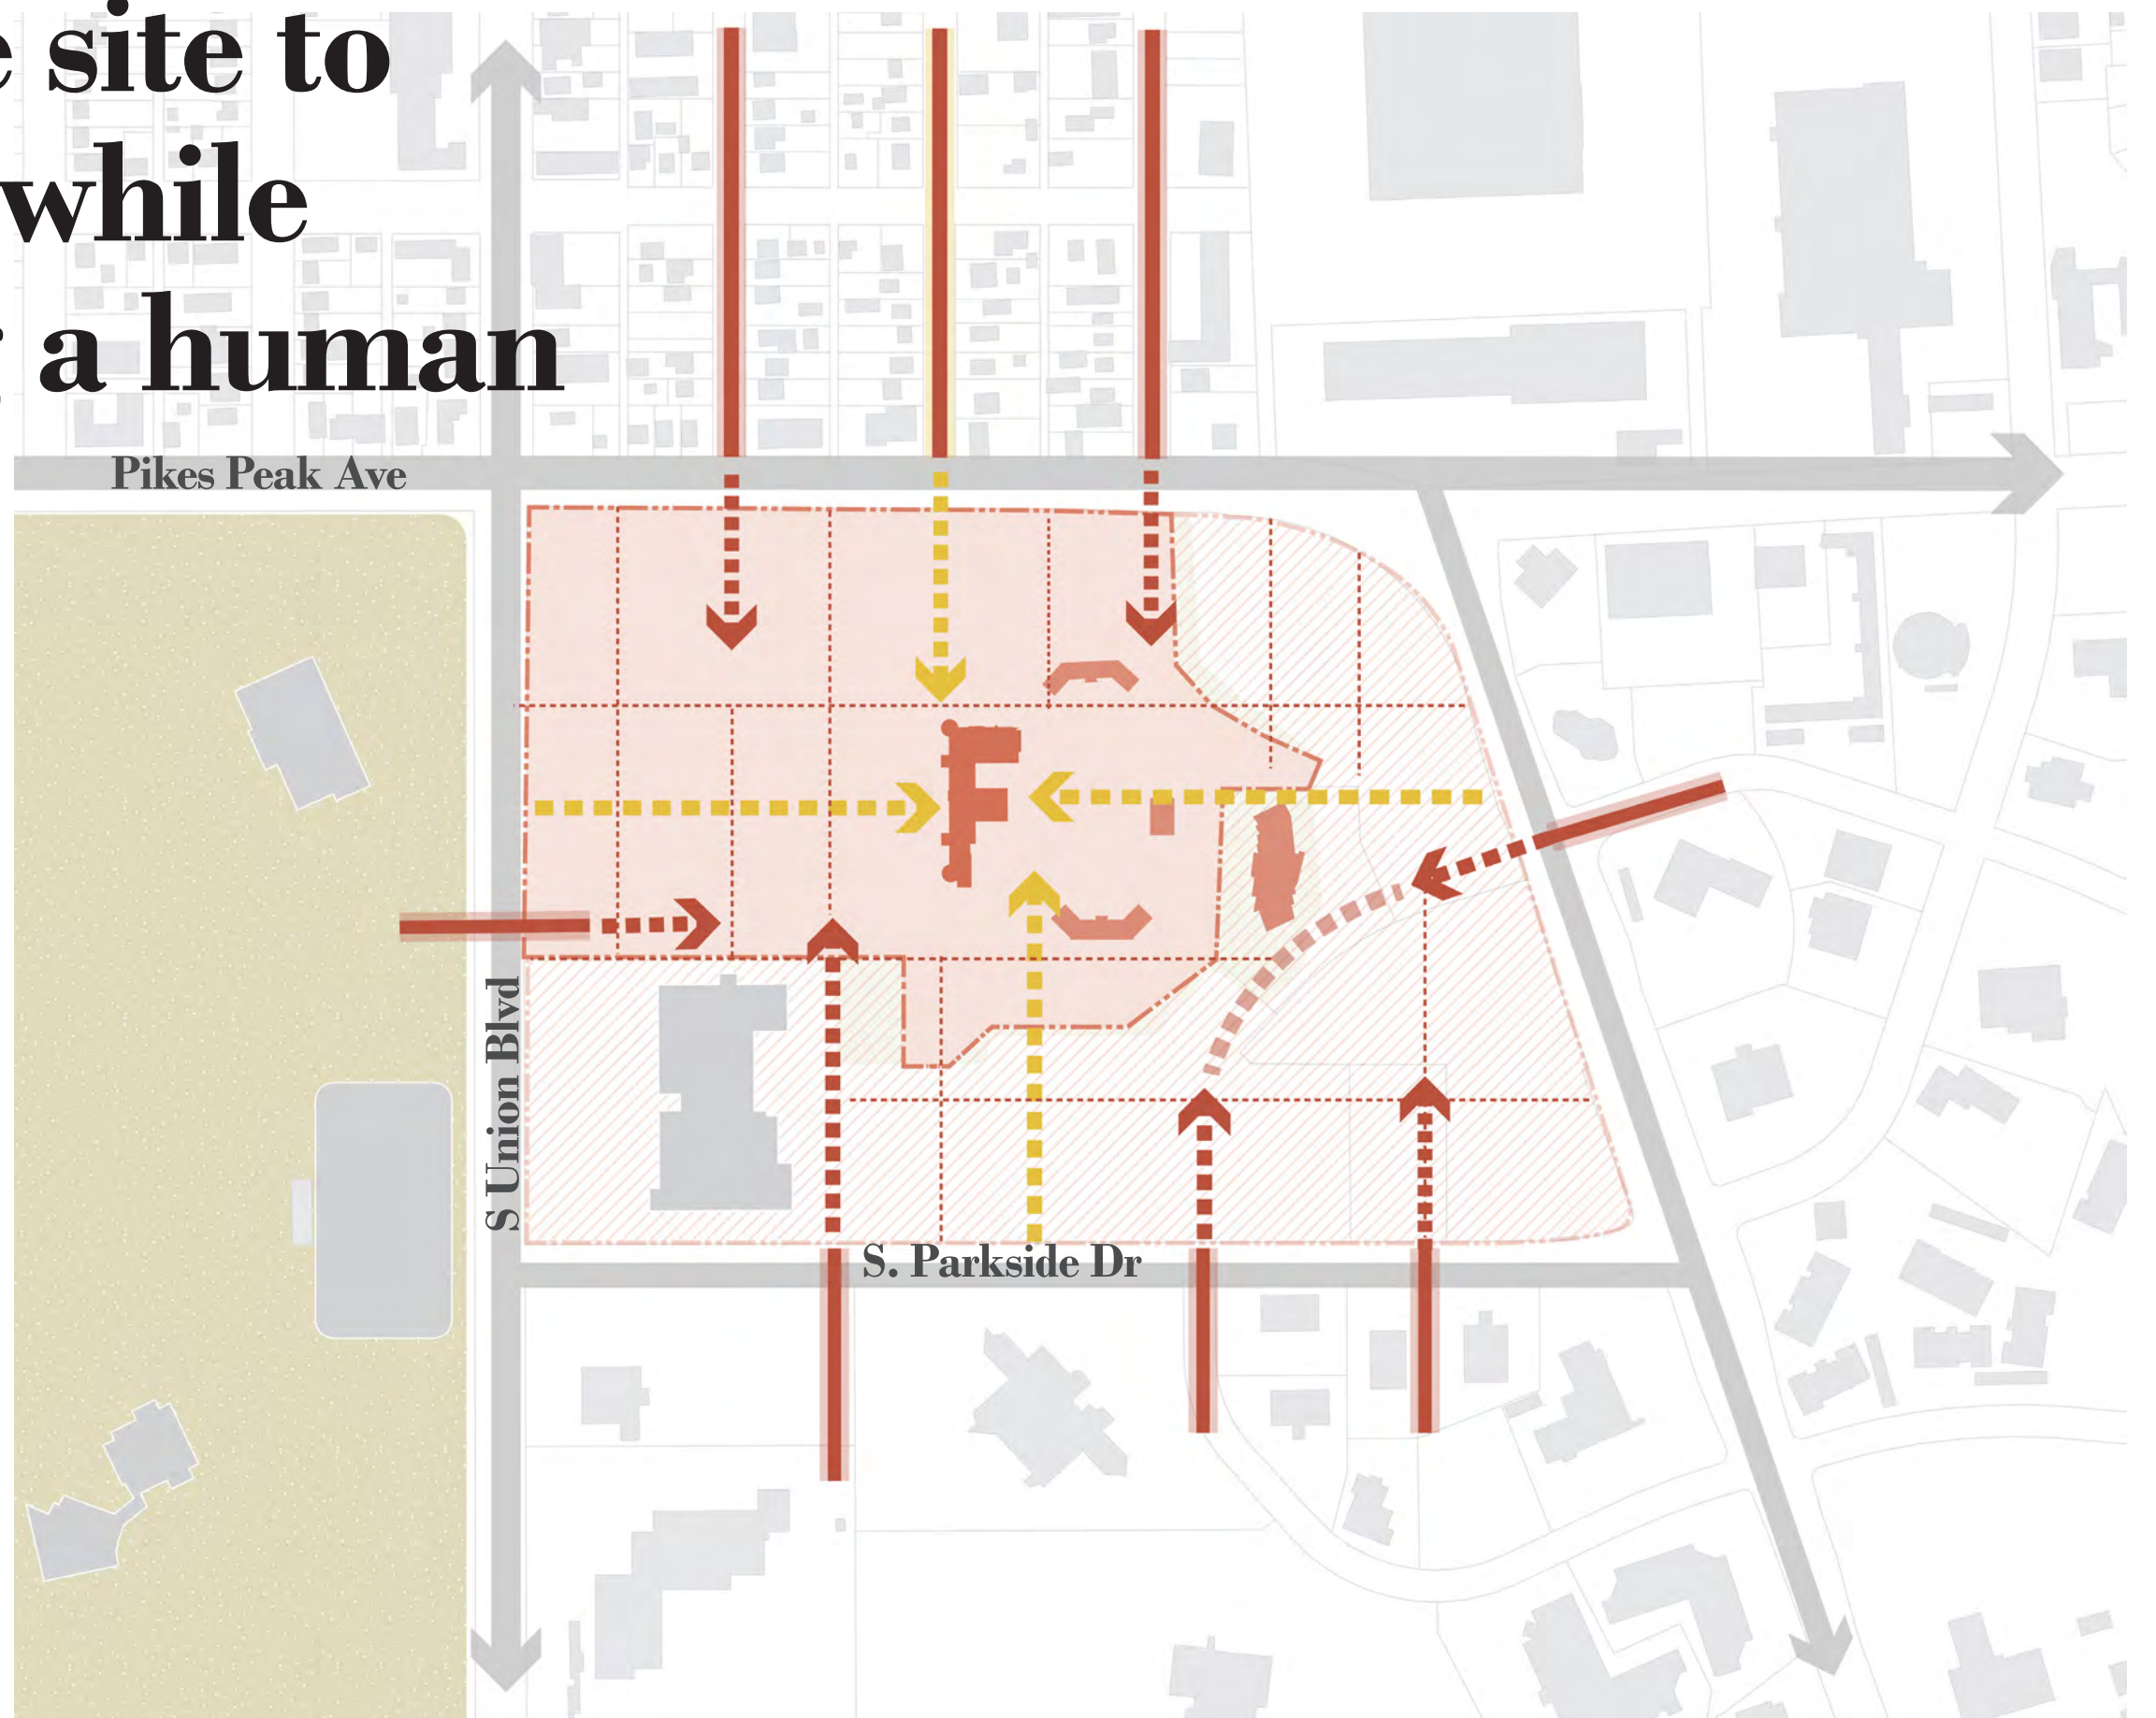 site to
while
a human
Pikes Peak Ave
S Union Blvd
S. Parkside Dr